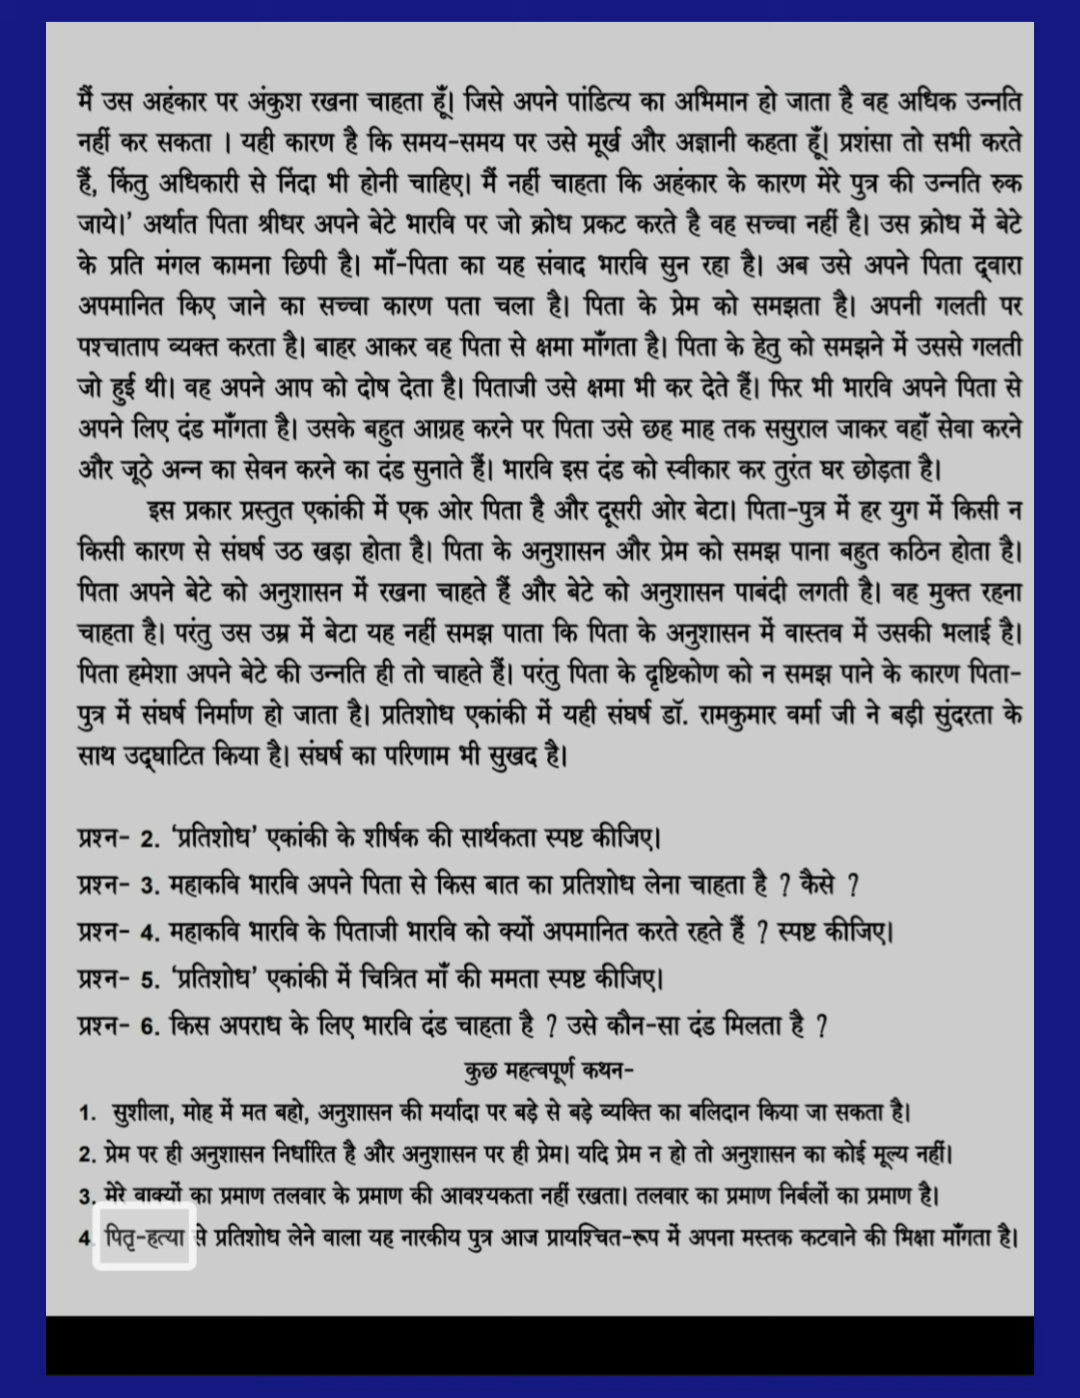 मैं उस अहंकार पर अंकुश रखना चाहता हूँ। जिसे अपने पांडित्य का अभिमान हो जाता है वह अधिक उन्नति
नहीं कर सकता । यही कारण है कि समय-समय पर उसे मूर्ख और अज्ञानी कहता हूँ। प्रशंसा तो सभी करते
हैं, किंतु अधिकारी से निंदा भी होनी चाहिए। मैं नहीं चाहता कि अहंकार के कारण मेरे पुत्र की उन्नति रुक
जाये।’ अर्थात पिता श्रीधर अपने बेटे भारवि पर जो क्रोध प्रकट करते है वह सच्चा नहीं है। उस क्रोध में बेटे
के प्रति मंगल कामना छिपी है। माँ-पिता का यह संवाद भारवि सुन रहा है। अब उसे अपने पिता द्वारा
अपमानित किए जाने का सच्चा कारण पता चला है। पिता के प्रेम को समझता है। अपनी गलती पर
पश्चाताप व्यक्त करता है। बाहर आकर वह पिता से क्षमा माँगता है। पिता के हेतु को समझने में उससे गलती
जो हुई थी। वह अपने आप को दोष देता है। पिताजी उसे क्षमा भी कर देते हैं। फिर भी भारवि अपने पिता से
अपने लिए दंड माँगता है। उसके बहुत आग्रह करने पर पिता उसे छह माह तक ससुराल जाकर वहाँ सेवा करने
और जूठे अन्न का सेवन करने का दंड सुनाते हैं। भारवि इस दंड को स्वीकार कर तुरंत घर छोड़ता है।
इस प्रकार प्रस्तुत एकांकी में एक ओर पिता है और दूसरी ओर बेटा। पिता-पुत्र में हर युग में किसी न
किसी कारण से संघर्ष उठ खड़ा होता है। पिता के अनुशासन और प्रेम को समझ पाना बहुत कठिन होता है।
पिता अपने बेटे को अनुशासन में रखना चाहते हैं और बेटे को अनुशासन पाबंदी लगती है। वह मुक्त रहना
चाहता है। परंतु उस उम्र में बेटा यह नहीं समझ पाता कि पिता के अनुशासन में वास्तव में उसकी भलाई है।
पिता हमेशा अपने बेटे की उन्नति ही तो चाहते हैं। परंतु पिता के दृष्टिकोण को न समझ पाने के कारण पिता-
पुत्र में संघर्ष निर्माण हो जाता है। प्रतिशोध एकांकी में यही संघर्ष डॉ. रामकुमार वर्मा जी ने बड़ी सुंदरता के
साथ उद्घाटित किया है। संघर्ष का परिणाम भी सुखद है।
प्रश्न- 2. ‘प्रतिशोध’ एकांकी के शीर्षक की सार्थकता स्पष्ट कीजिए।
प्रश्न- 3. महाकवि भारवि अपने पिता से किस बात का प्रतिशोध लेना चाहता है ? कैसे ?
प्रश्न- 4. महाकवि भारवि के पिताजी भारवि को क्यों अपमानित करते रहते हैं ? स्पष्ट कीजिए।
प्रश्न- 5. ‘प्रतिशोध’ एकांकी में चित्रित माँ की ममता स्पष्ट कीजिए।
प्रश्न- 6. किस अपराध के लिए भारवि दंड चाहता है ? उसे कौन-सा दंड मिलता है ?
कुछ महत्वपूर्ण कथन-
1. सुशीला, मोह में मत बहो, अनुशासन की मर्यादा पर बड़े से बड़े व्यक्ति का बलिदान किया जा सकता है।
2. प्रेम पर ही अनुशासन निर्धारित है और अनुशासन पर ही प्रेम। यदि प्रेम न हो तो अनुशासन का कोई मूल्य नहीं।
3. मेरे वाक्यों का प्रमाण तलवार के प्रमाण की आवश्यकता नहीं रखता। तलवार का प्रमाण निर्बलों का प्रमाण है।
4. पितृ-हत्या से प्रतिशोध लेने वाला यह नारकीय पुत्र आज प्रायश्चित-रूप में अपना मस्तक कटवाने की भिक्षा माँगता है।